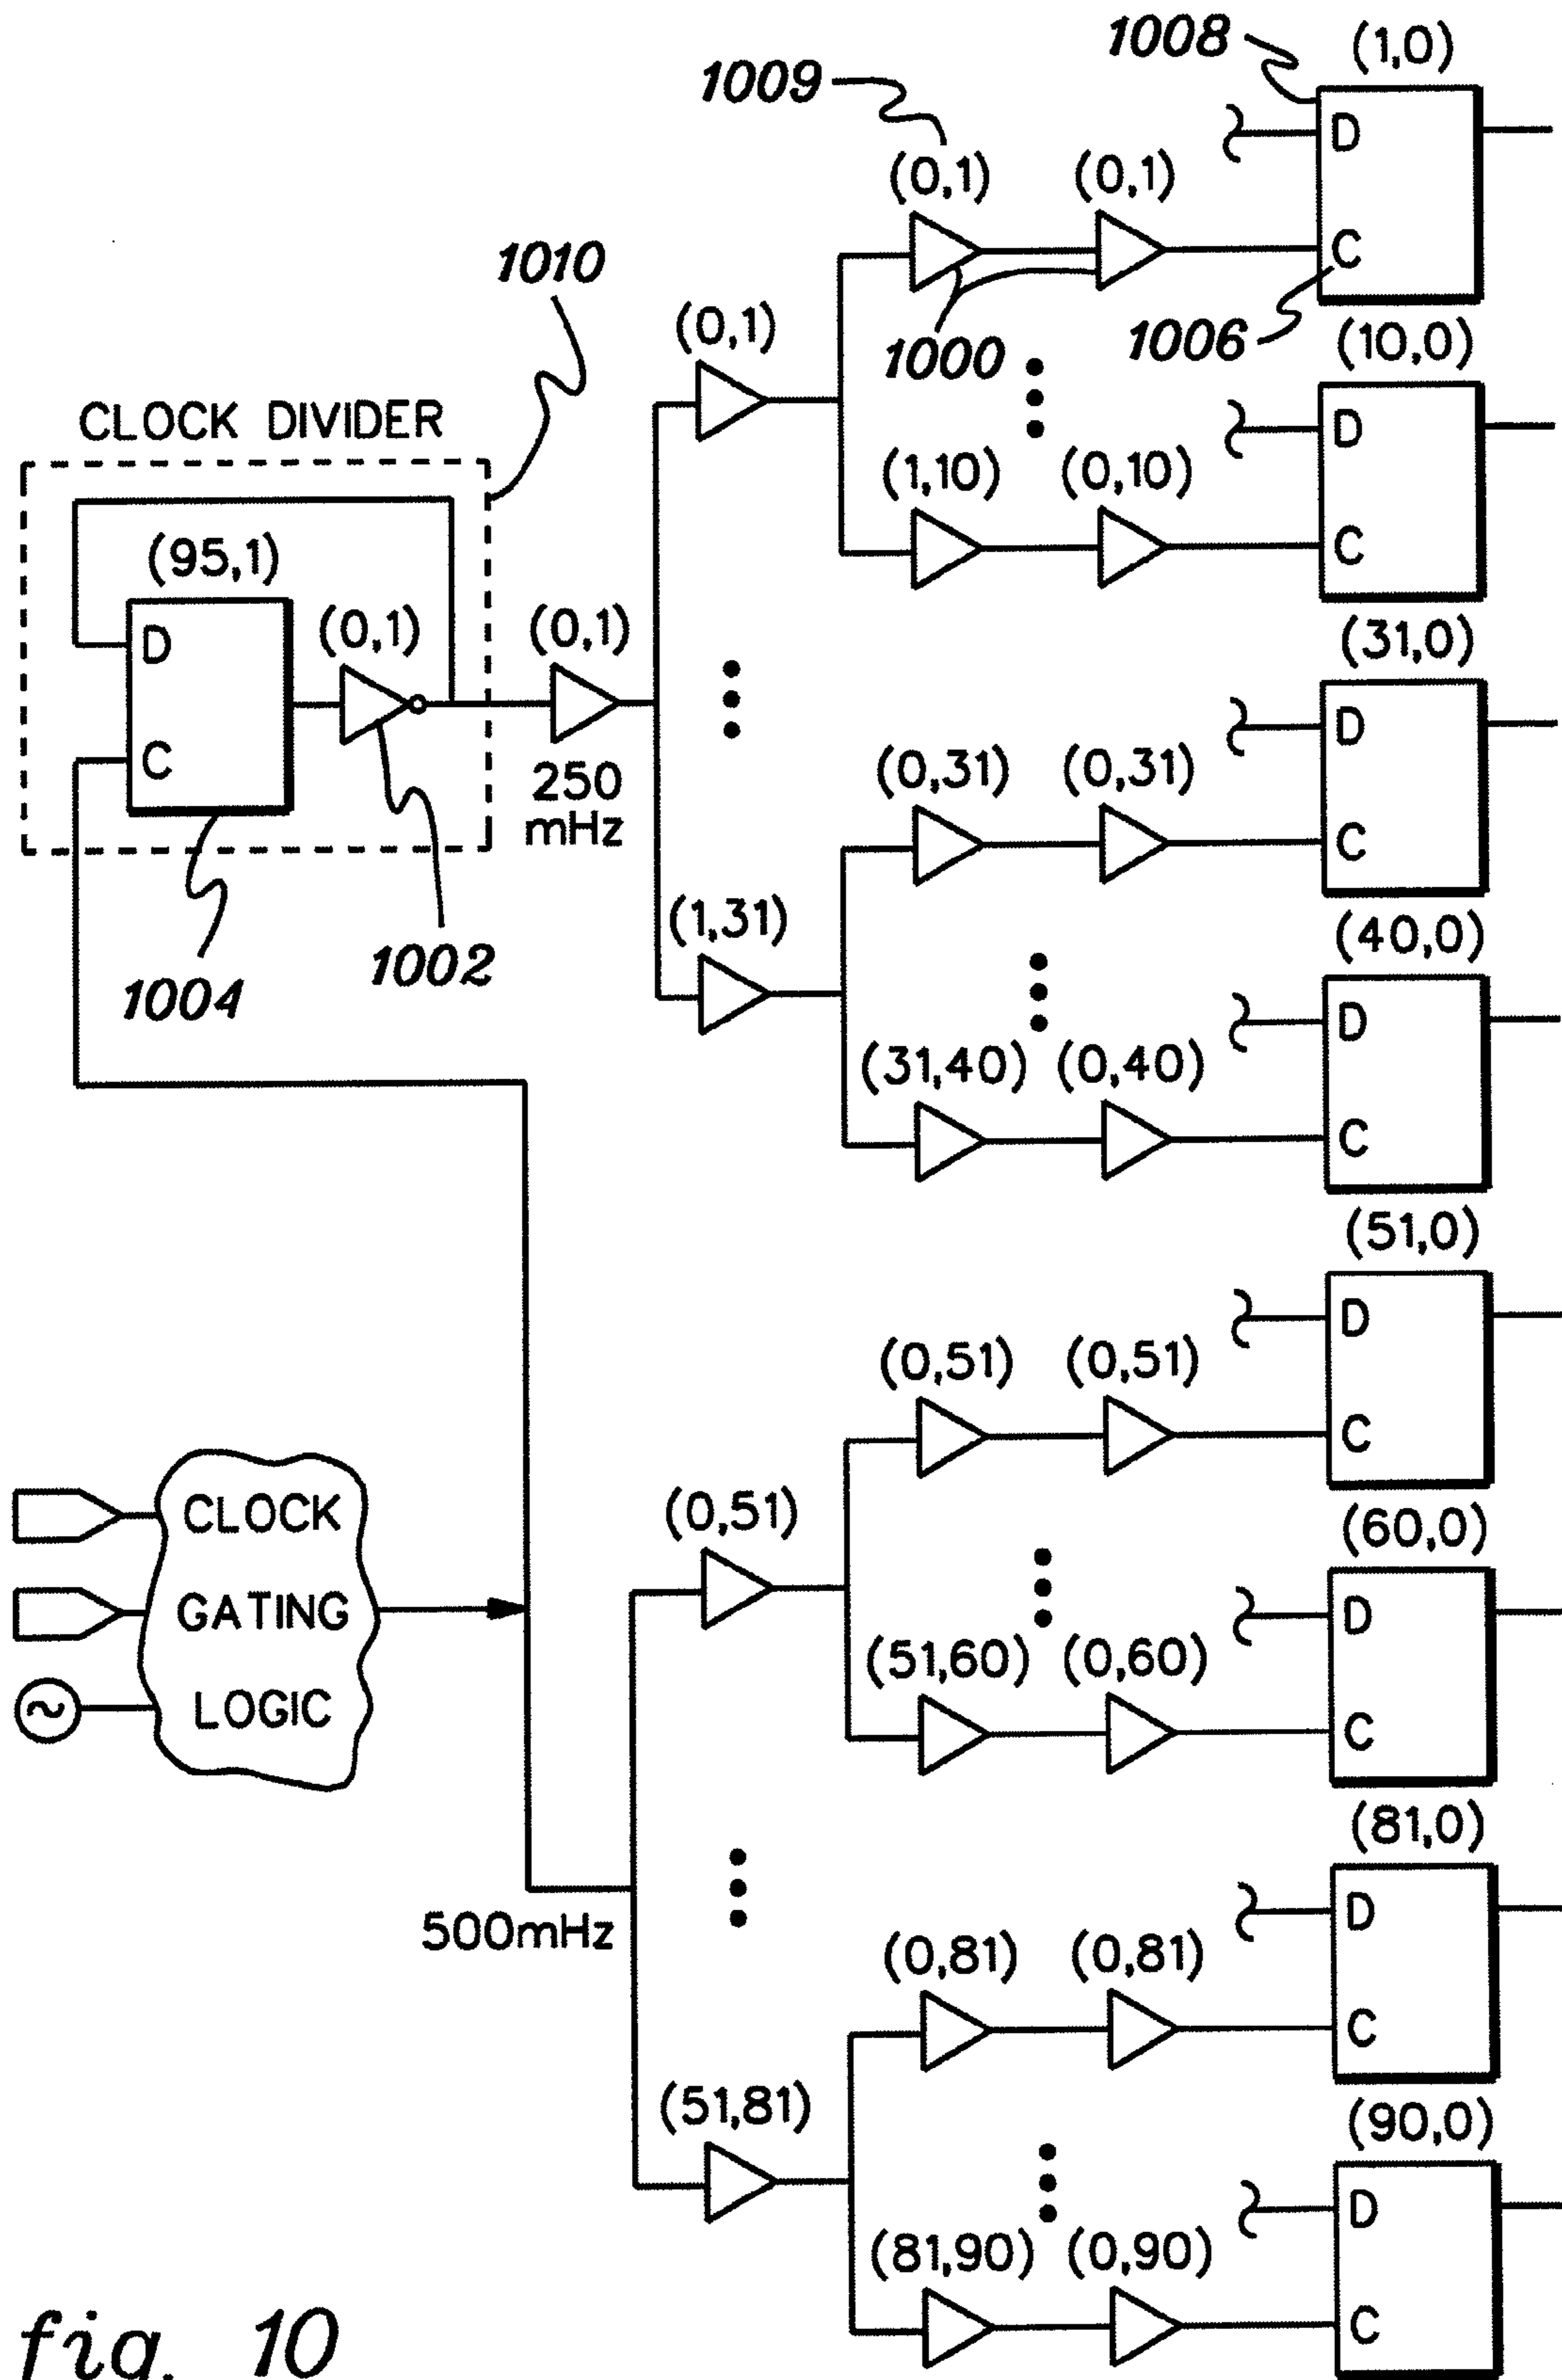 1008
(1,0)
1009
D
(0,1)
(0,1)
C
1010
1000
1006
(10,0)
(0,1)
CLOCK DIVIDER
D
(1,10)
(0,10)
C
(95,1)
(31,0)
D
(0,1)
(0,1)
D
C
250
mHz
(0,31)
(0,31)
C
(1,31)
(40,0)
1002
1004
D
(31,40)
(0,40)
C
(51,0)
D
(0,51)
(0,51)
C
CLOCK
(0,51)
(60,0)
GATING
D
(51,60)
(0,60)
LOGIC
C
(81,0)
D
500mHz
(0,81)
(0,81)
C
(51,81)
(90,0)
D
(81,90)
(0,90)
C
fig. 10